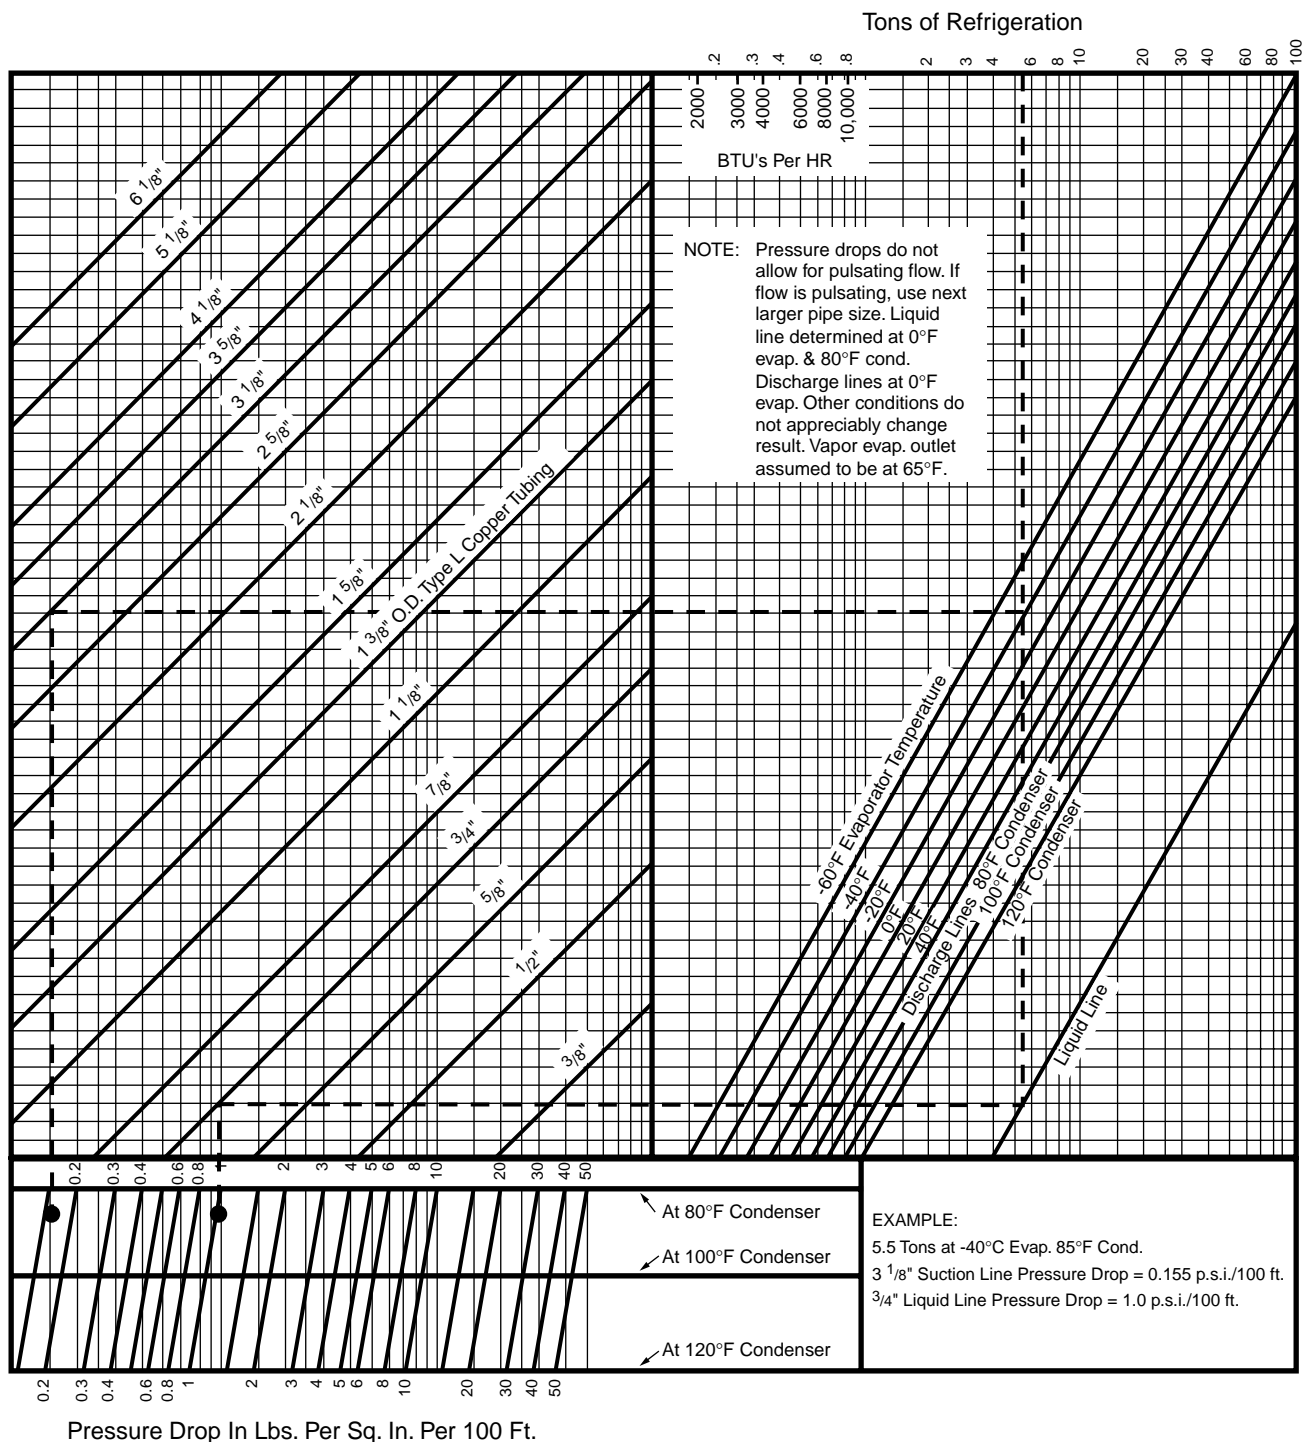 Tons of Refrigeration
.2 .3 .4 .6 .8 2 3 4 6 8 10 20 30 40 60 80 100
2000 3000 4000 6000 8000 10,000
BTU's Per HR
NOTE: Pressure drops do not
allow for pulsating flow. If
flow is pulsating, use next
larger pipe size. Liquid
line determined at 0°F
evap. & 80°F cond.
Discharge lines at 0°F
evap. Other conditions do
not appreciably change
result. Vapor evap. outlet
assumed to be at 65°F.
6 1/8"
5 1/8"
4 1/8"
3 5/8"
3 1/8"
2 5/8"
2 1/8"
1 5/8"
1 3/8" O.D. Type L Copper Tubing
1 1/8"
7/8"
3/4"
5/8"
1/2"
3/8"
-60°F Evaporator Temperature
-40°F
-20°F
0°F
20°F
40°F
Discharge Lines 80°F Condenser
100°F Condenser
120°F Condenser
Liquid Line
0.2 0.3 0.4 0.6 0.8 1 2 3 4 5 6 8 10 20 30 40 50
At 80°F Condenser
At 100°F Condenser
At 120°F Condenser
0.2 0.3 0.4 0.6 0.8 1 2 3 4 5 6 8 10 20 30 40 50
Pressure Drop In Lbs. Per Sq. In. Per 100 Ft.
EXAMPLE:
5.5 Tons at -40°C Evap. 85°F Cond.
3 1/8" Suction Line Pressure Drop = 0.155 p.s.i./100 ft.
3/4" Liquid Line Pressure Drop = 1.0 p.s.i./100 ft.